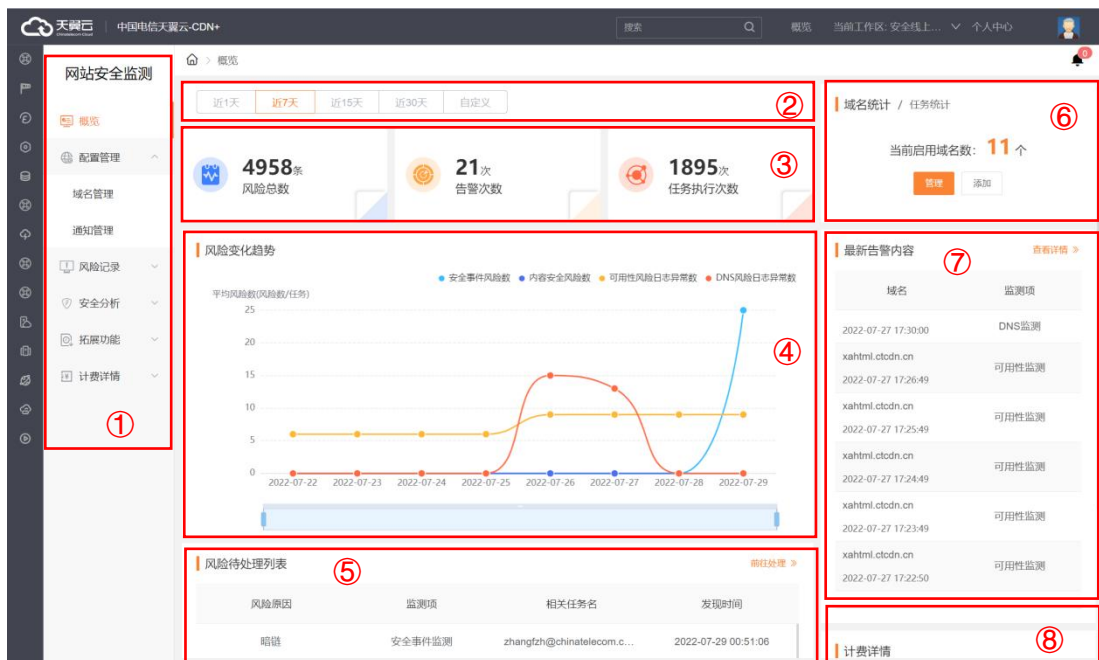 天翼云 中国电信天翼云-CDN+ 搜索 概览 当前工作区: 安全线上... 个人中心
网站安全监测
概览
配置管理
域名管理
通知管理
风险记录
安全分析
拓展功能
计费详情
①
> 概览 0
近1天 近7天 近15天 近30天 自定义 ②
4958条
风险总数
21次
告警次数
1895次
任务执行次数
③
风险变化趋势
安全事件风险数 内容安全风险数 可用性风险日志异常数 DNS风险日志异常数
平均风险数(风险数/任务)
25
20
15
10
5
0
2022-07-22 2022-07-23 2022-07-24 2022-07-25 2022-07-26 2022-07-27 2022-07-28 2022-07-29
④
风险待处理列表 ⑤ 前往处理 »
风险原因 监测项 相关任务名 发现时间
暗链 安全事件监测 zhangfzh@chinatelecom.c... 2022-07-29 00:51:06
域名统计 / 任务统计 ⑥
当前启用域名数: 11 个
管理 添加
最新告警内容 ⑦ 查看详情 »
域名 监测项
2022-07-27 17:30:00 DNS监测
xahtml.ctcdn.cn
2022-07-27 17:26:49 可用性监测
xahtml.ctcdn.cn
2022-07-27 17:25:49 可用性监测
xahtml.ctcdn.cn
2022-07-27 17:24:49 可用性监测
xahtml.ctcdn.cn
2022-07-27 17:23:49 可用性监测
xahtml.ctcdn.cn
2022-07-27 17:22:50 可用性监测
计费详情 ⑧